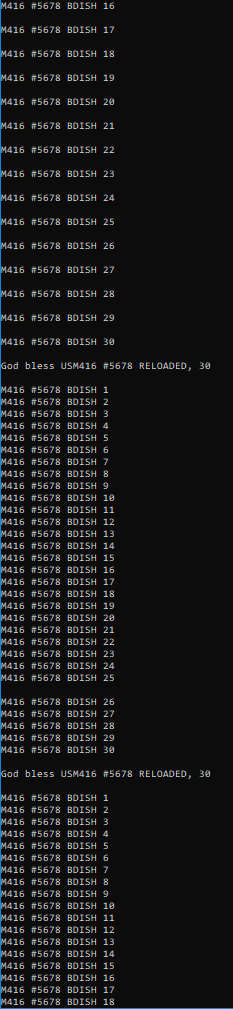 M416 #5678 BDISH 16
M416 #5678 BDISH 17
M416 #5678 BDISH 18
M416 #5678 BDISH 19
M416 #5678 BDISH 20
M416 #5678 BDISH 21
M416 #5678 BDISH 22
M416 #5678 BDISH 23
M416 #5678 BDISH 24
M416 #5678 BDISH 25
M416 #5678 BDISH 26
M416 #5678 BDISH 27
M416 #5678 BDISH 28
M416 #5678 BDISH 29
M416 #5678 BDISH 30
God bless USM416 #5678 RELOADED, 30
M416 #5678 BDISH 1
M416 #5678 BDISH 2
M416 #5678 BDISH 3
M416 #5678 BDISH 4
M416 #5678 BDISH 5
M416 #5678 BDISH 6
M416 #5678 BDISH 7
M416 #5678 BDISH 8
M416 #5678 BDISH 9
M416 #5678 BDISH 10
M416 #5678 BDISH 11
M416 #5678 BDISH 12
M416 #5678 BDISH 13
M416 #5678 BDISH 14
M416 #5678 BDISH 15
M416 #5678 BDISH 16
M416 #5678 BDISH 17
M416 #5678 BDISH 18
M416 #5678 BDISH 19
M416 #5678 BDISH 20
M416 #5678 BDISH 21
M416 #5678 BDISH 22
M416 #5678 BDISH 23
M416 #5678 BDISH 24
M416 #5678 BDISH 25
M416 #5678 BDISH 26
M416 #5678 BDISH 27
M416 #5678 BDISH 28
M416 #5678 BDISH 29
M416 #5678 BDISH 30
God bless USM416 #5678 RELOADED, 30
M416 #5678 BDISH 1
M416 #5678 BDISH 2
M416 #5678 BDISH 3
M416 #5678 BDISH 4
M416 #5678 BDISH 5
M416 #5678 BDISH 6
M416 #5678 BDISH 7
M416 #5678 BDISH 8
M416 #5678 BDISH 9
M416 #5678 BDISH 10
M416 #5678 BDISH 11
M416 #5678 BDISH 12
M416 #5678 BDISH 13
M416 #5678 BDISH 14
M416 #5678 BDISH 15
M416 #5678 BDISH 16
M416 #5678 BDISH 17
M416 #5678 BDISH 18